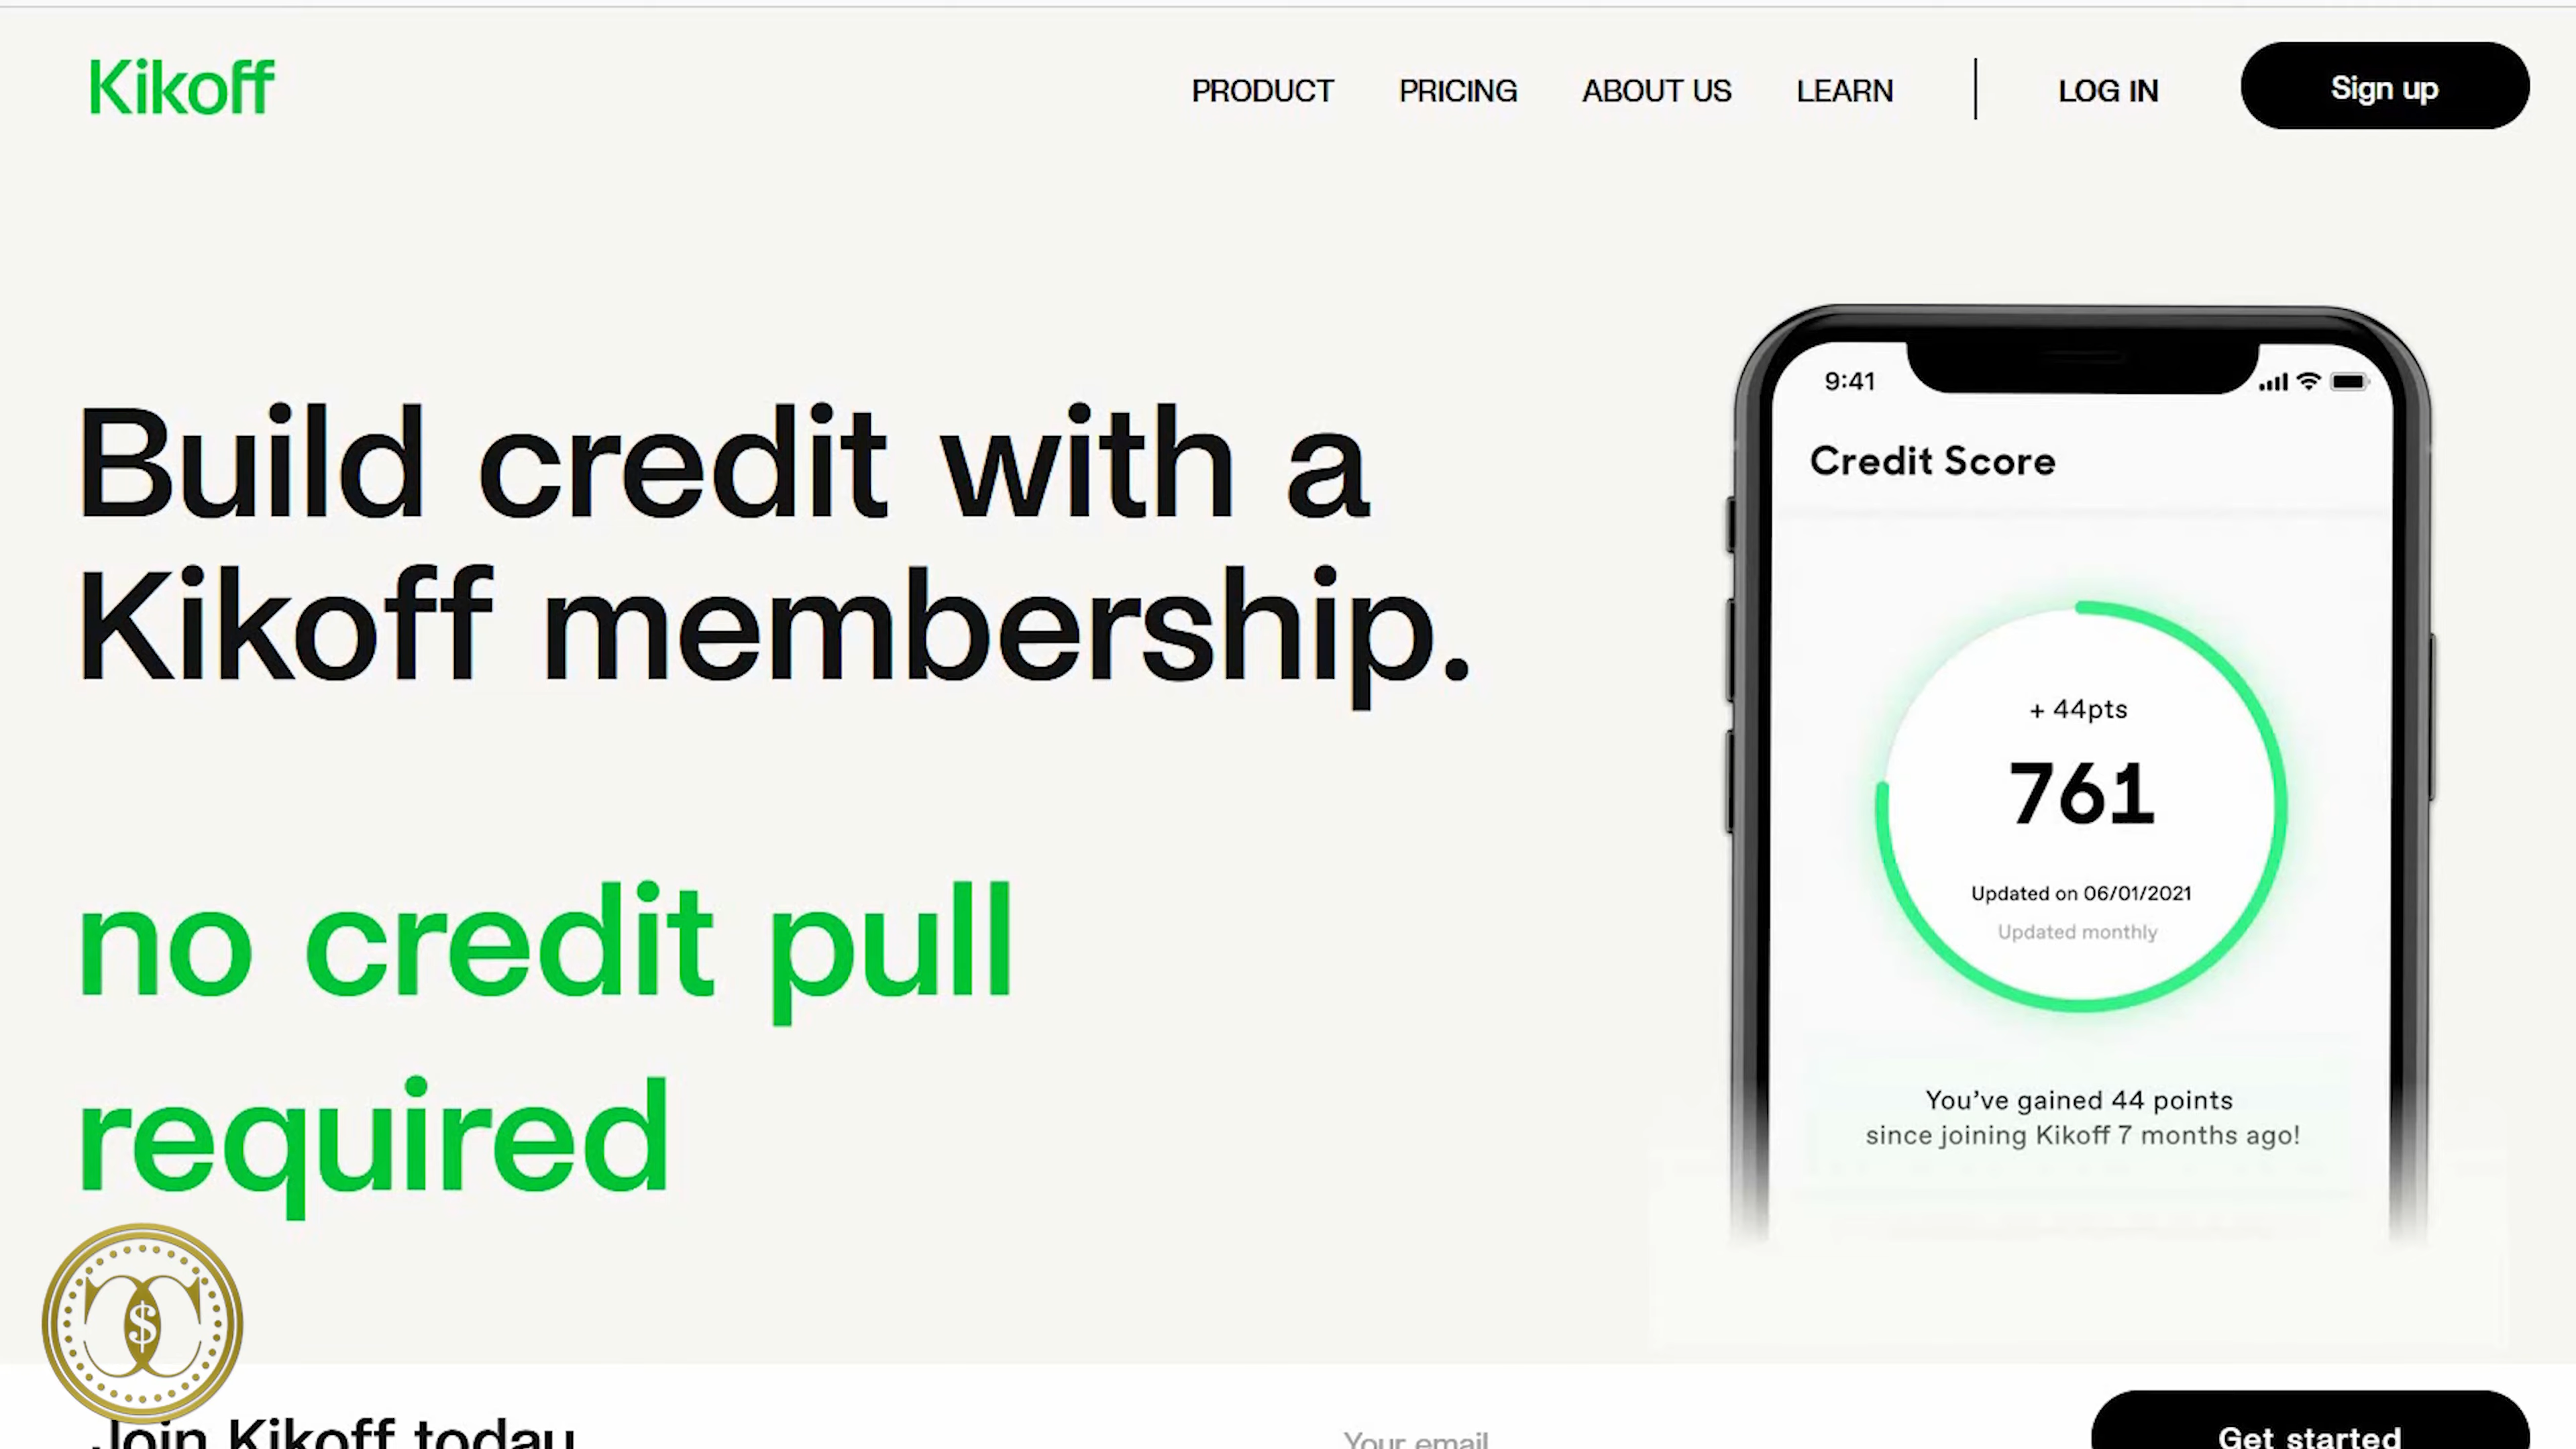 Kikoff
PRODUCT PRICING ABOUT US LEARN LOG IN Sign up
Build credit with a
Kikoff membership.
no credit pull
required
9:41
Credit Score
+ 44pts
761
Updated on 06/01/2021
Updated monthly
You've gained 44 points
since joining Kikoff 7 months ago!
$
Join Kikoff today
Your email
Get started